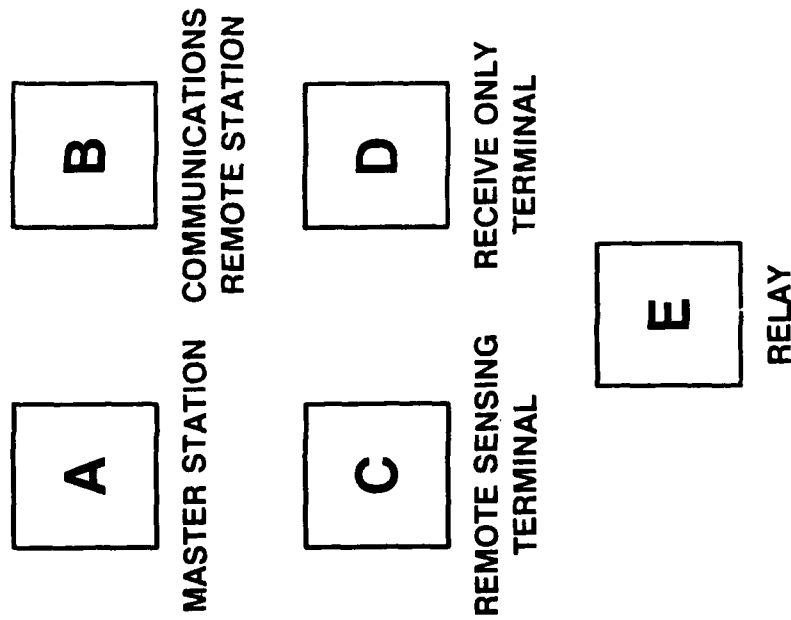 A
MASTER STATION
B
COMMUNICATIONS
REMOTE STATION
C
REMOTE SENSING
TERMINAL
D
RECEIVE ONLY
TERMINAL
E
RELAY